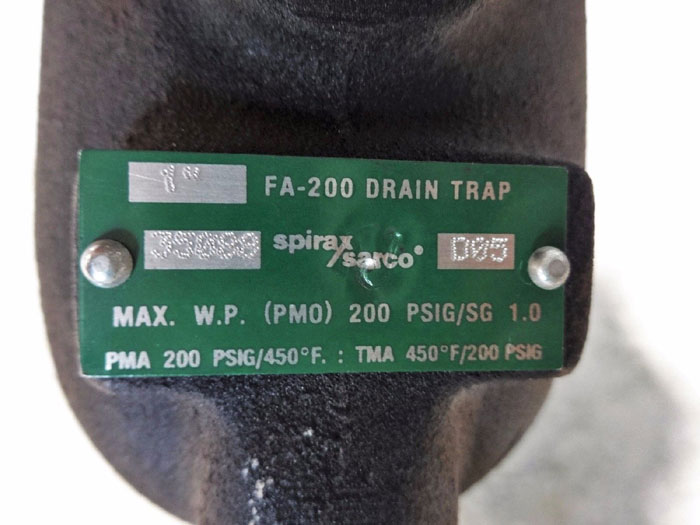 1" FA-200 DRAIN TRAP
spirax/sarco® D05
MAX. W.P. (PMO) 200 PSIG/SG 1.0
PMA 200 PSIG/450°F. : TMA 450°F/200 PSIG